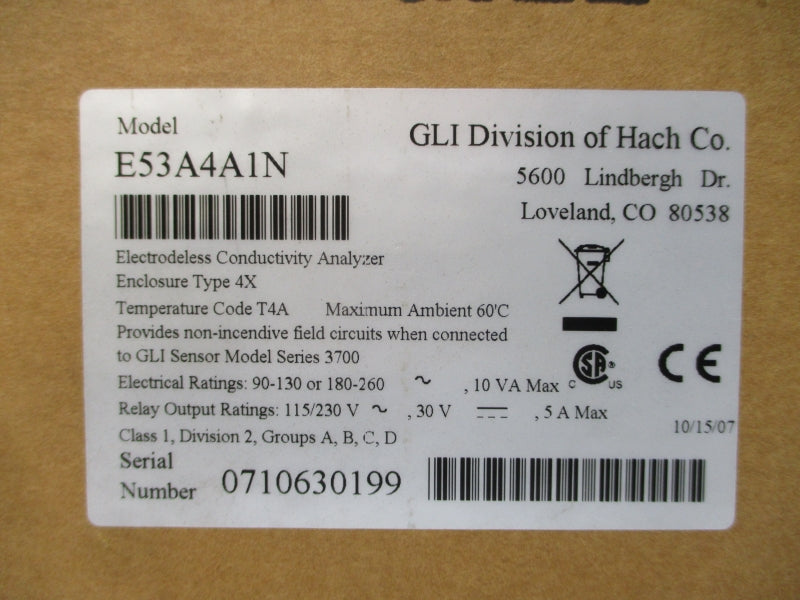 Model
E53A4A1N
GLI Division of Hach Co.
5600 Lindbergh Dr.
Loveland, CO 80538
Electrodeless Conductivity Analyzer
Enclosure Type 4X
Temperature Code T4A Maximum Ambient 60'C
Provides non-incendive field circuits when connected
to GLI Sensor Model Series 3700
Electrical Ratings: 90-130 or 180-260 ~ , 10 VA Max
C SA ® US
CE
Relay Output Ratings: 115/230 V ~ , 30 V ⎓ , 5 A Max
10/15/07
Class 1, Division 2, Groups A, B, C, D
Serial
Number 0710630199